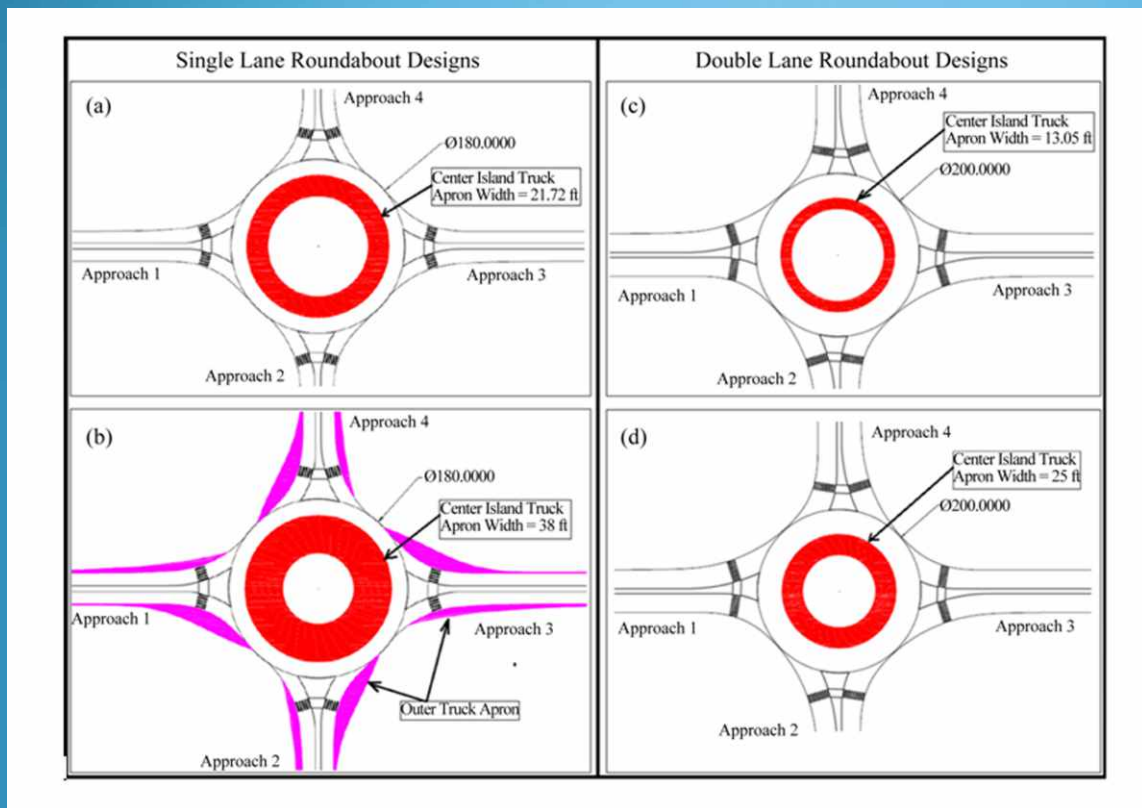 Single Lane Roundabout Designs
(a)
Approach 4
Ø180.0000
Center Island Truck
Apron Width = 21.72 ft
Approach 1
Approach 3
Approach 2
(b)
Approach 4
Ø180.0000
Center Island Truck
Apron Width = 38 ft
Approach 1
Approach 3
Outer Truck Apron
Approach 2
Double Lane Roundabout Designs
(c)
Approach 4
Center Island Truck
Apron Width = 13.05 ft
Ø200.0000
Approach 1
Approach 3
Approach 2
(d)
Approach 4
Center Island Truck
Apron Width = 25 ft
Ø200.0000
Approach 1
Approach 3
Approach 2